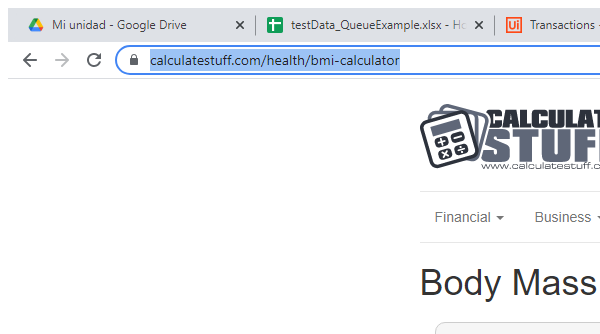 Mi unidad - Google Drive
testData_QueueExample.xlsx - Ho
Transactions -
calculatestuff.com/health/bmi-calculator
CALCULAT
STUFF
www.calculatestuff.c
Financial
Business
Body Mass